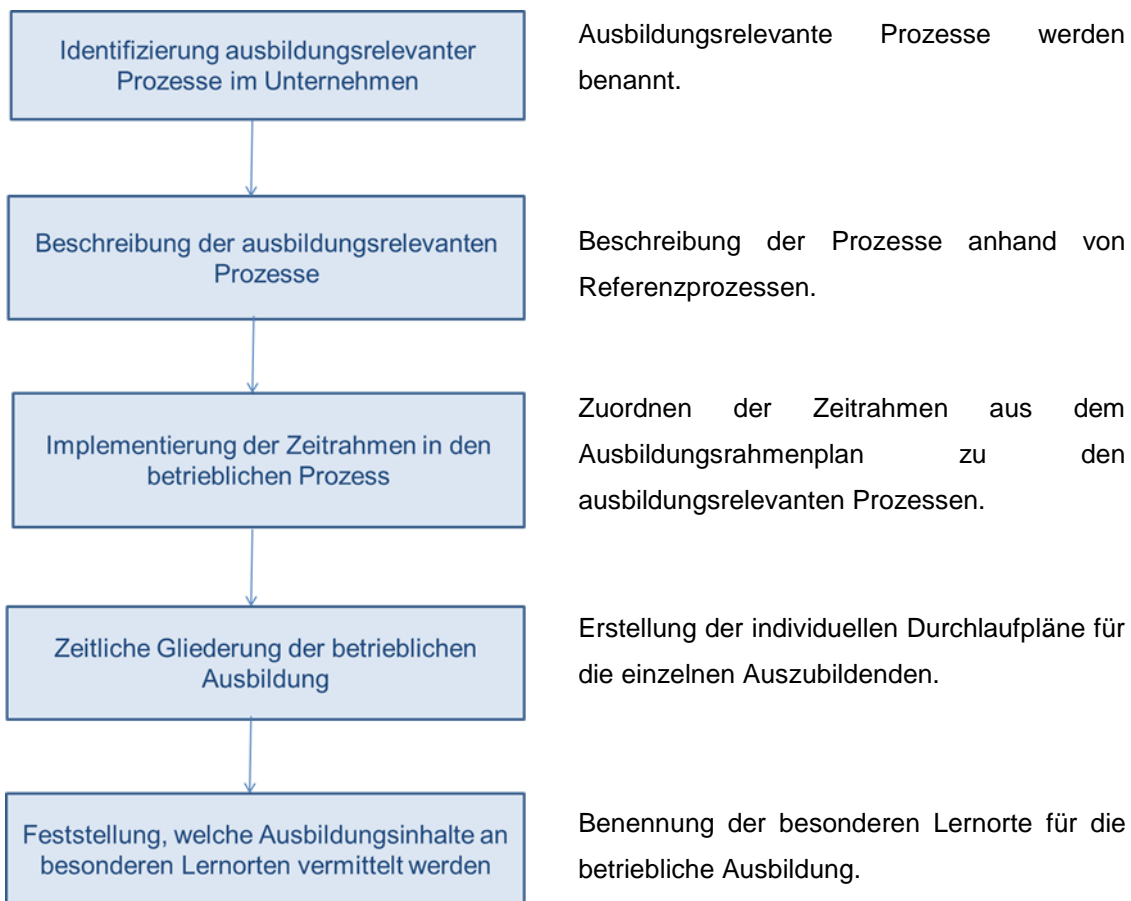 Identifizierung ausbildungsrelevanter
Prozesse im Unternehmen
Ausbildungsrelevante Prozesse werden
benannt.
Beschreibung der ausbildungsrelevanten
Prozesse
Beschreibung der Prozesse anhand von
Referenzprozessen.
Implementierung der Zeitrahmen in den
betrieblichen Prozess
Zuordnen der Zeitrahmen aus dem
Ausbildungsrahmenplan zu den
ausbildungsrelevanten Prozessen.
Zeitliche Gliederung der betrieblichen
Ausbildung
Erstellung der individuellen Durchlaufpläne für
die einzelnen Auszubildenden.
Feststellung, welche Ausbildungsinhalte an
besonderen Lernorten vermittelt werden
Benennung der besonderen Lernorte für die
betriebliche Ausbildung.